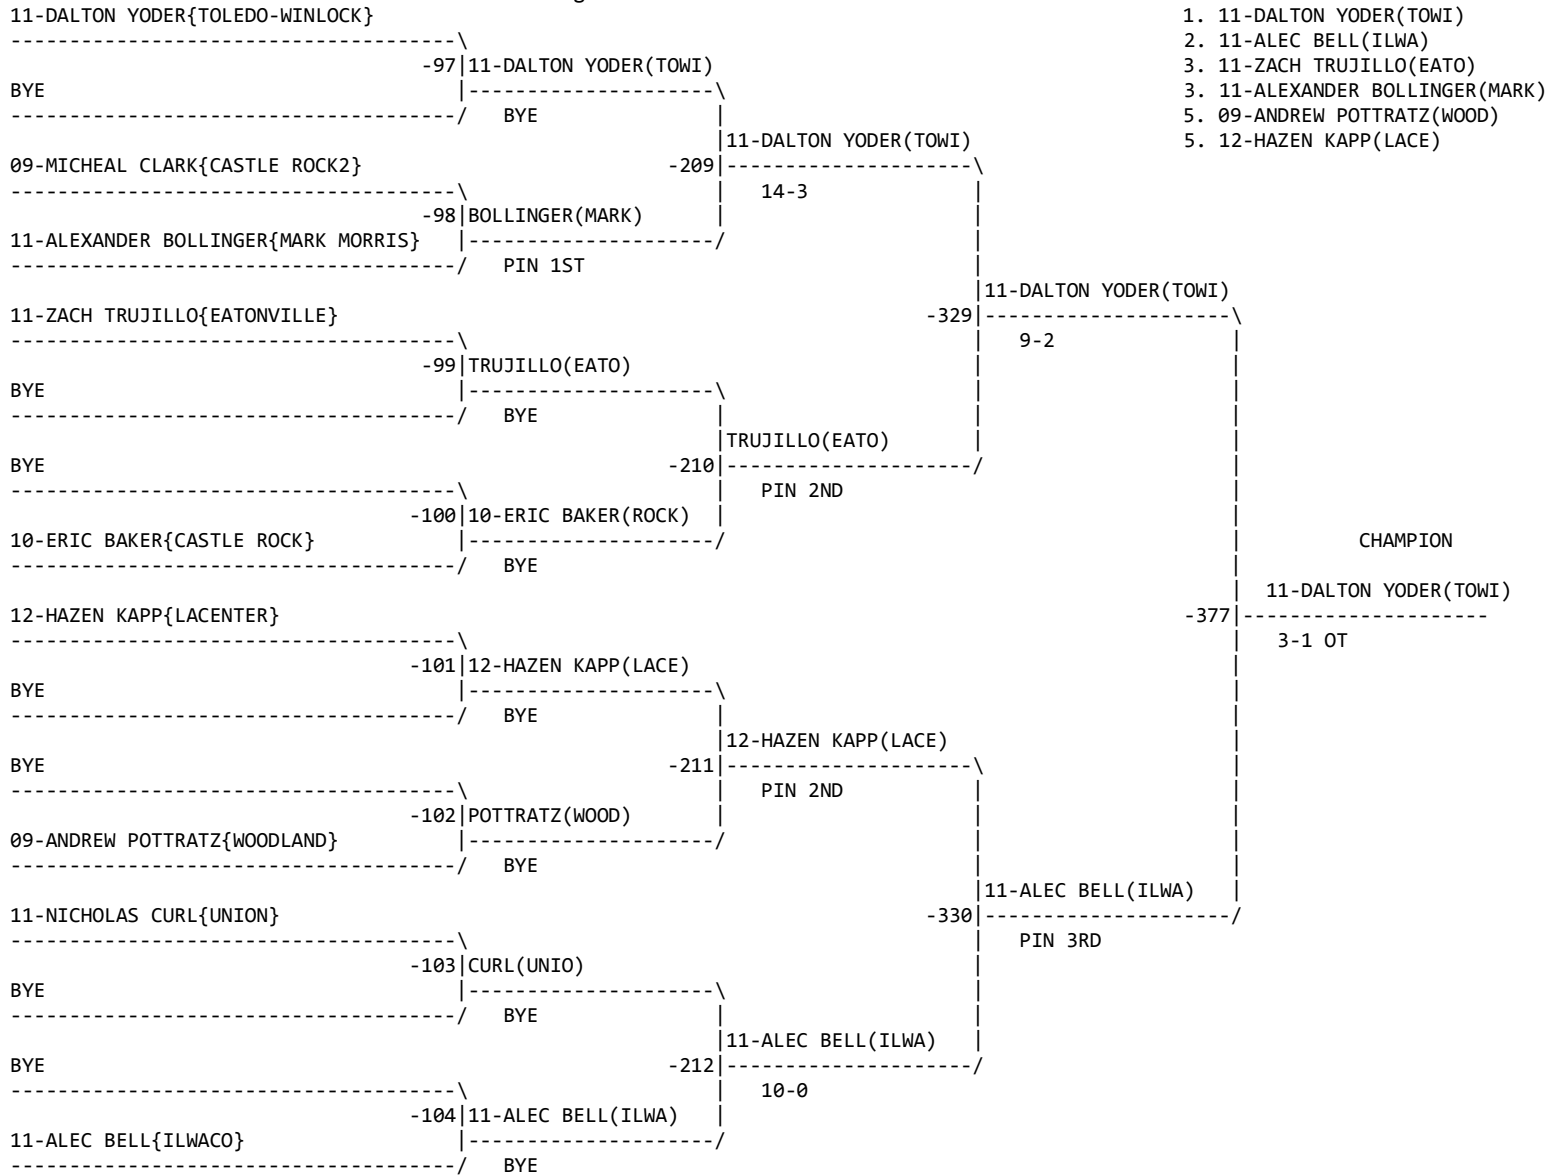 11-DALTON YODER{TOLEDO-WINLOCK} 1. 11-DALTON YODER(TOWI)
2. 11-ALEC BELL(ILWA)
-97 11-DALTON YODER(TOWI) 3. 11-ZACH TRUJILLO(EATO)
BYE 3. 11-ALEXANDER BOLLINGER(MARK)
BYE 5. 09-ANDREW POTTRATZ(WOOD)
11-DALTON YODER(TOWI) 5. 12-HAZEN KAPP(LACE)
09-MICHEAL CLARK{CASTLE ROCK2} -209
14-3
-98 BOLLINGER(MARK)
11-ALEXANDER BOLLINGER{MARK MORRIS}
PIN 1ST
11-DALTON YODER(TOWI)
11-ZACH TRUJILLO{EATONVILLE} -329
9-2
-99 TRUJILLO(EATO)
BYE
BYE
TRUJILLO(EATO)
BYE -210
PIN 2ND
-100 10-ERIC BAKER(ROCK)
10-ERIC BAKER{CASTLE ROCK} CHAMPION
BYE
11-DALTON YODER(TOWI)
12-HAZEN KAPP{LACENTER} -377
3-1 OT
-101 12-HAZEN KAPP(LACE)
BYE
BYE
12-HAZEN KAPP(LACE)
BYE -211
PIN 2ND
-102 POTTRATZ(WOOD)
09-ANDREW POTTRATZ{WOODLAND}
BYE
11-ALEC BELL(ILWA)
11-NICHOLAS CURL{UNION} -330
PIN 3RD
-103 CURL(UNIO)
BYE
BYE
11-ALEC BELL(ILWA)
BYE -212
10-0
-104 11-ALEC BELL(ILWA)
11-ALEC BELL{ILWACO}
BYE